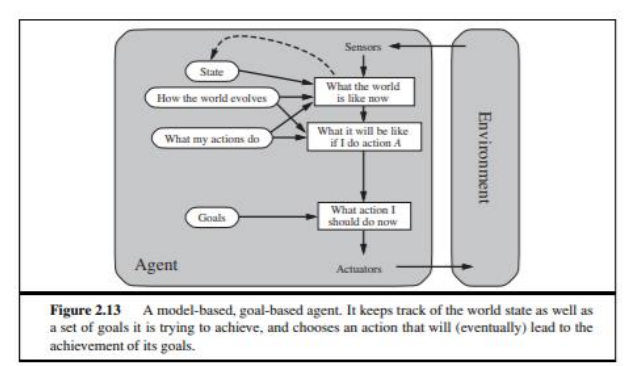 Sensors
State
What the world
is like now
How the world evolves
What it will be like
if I do action A
What my actions do
Environment
Goals
What action I
should do now
Agent
Actuators
Figure 2.13 A model-based, goal-based agent. It keeps track of the world state as well as
a set of goals it is trying to achieve, and chooses an action that will (eventually) lead to the
achievement of its goals.